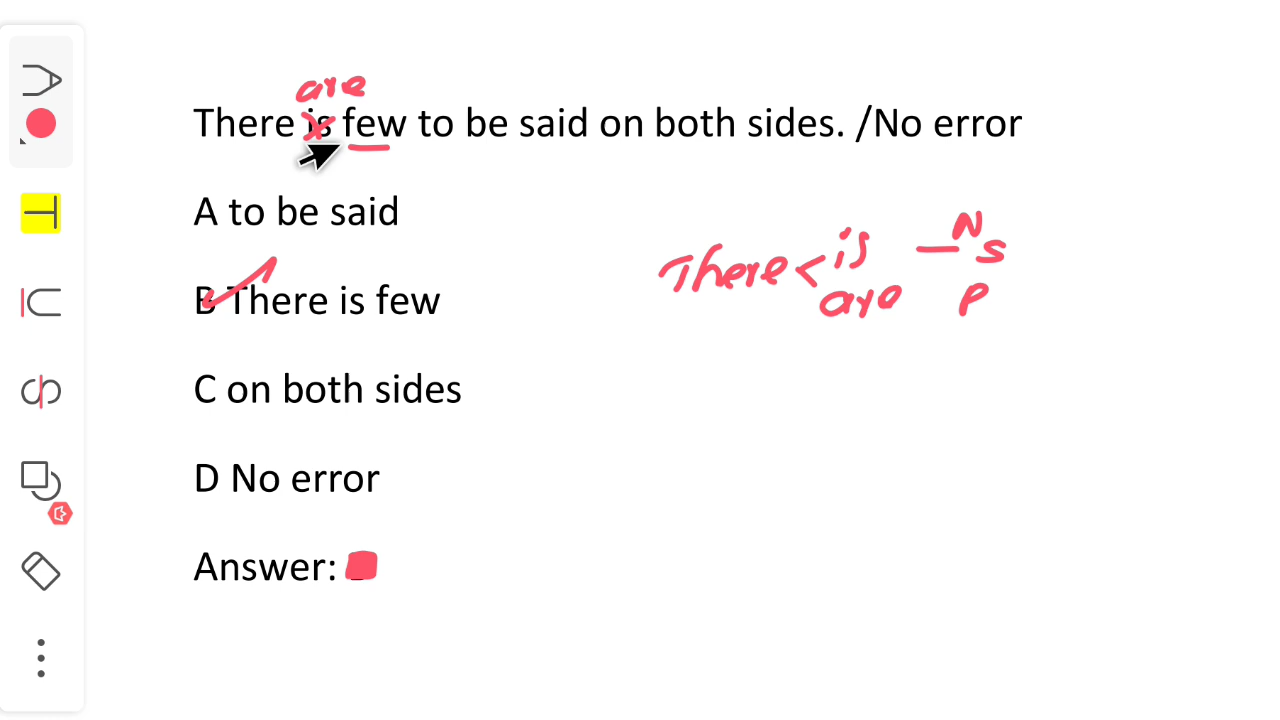 are
There is few to be said on both sides. /No error
A to be said
B There is few
C on both sides
D No error
Answer:
There < is — N S
are P